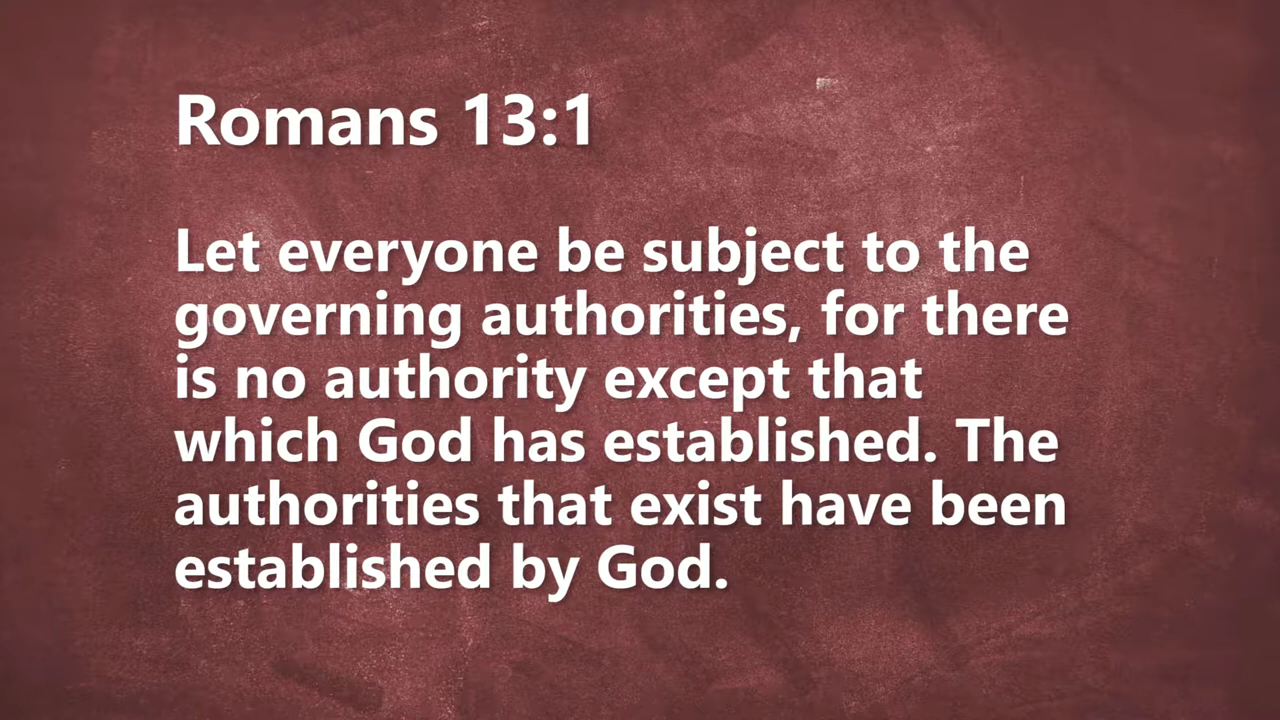 Romans 13:1
Let everyone be subject to the
governing authorities, for there
is no authority except that
which God has established. The
authorities that exist have been
established by God.